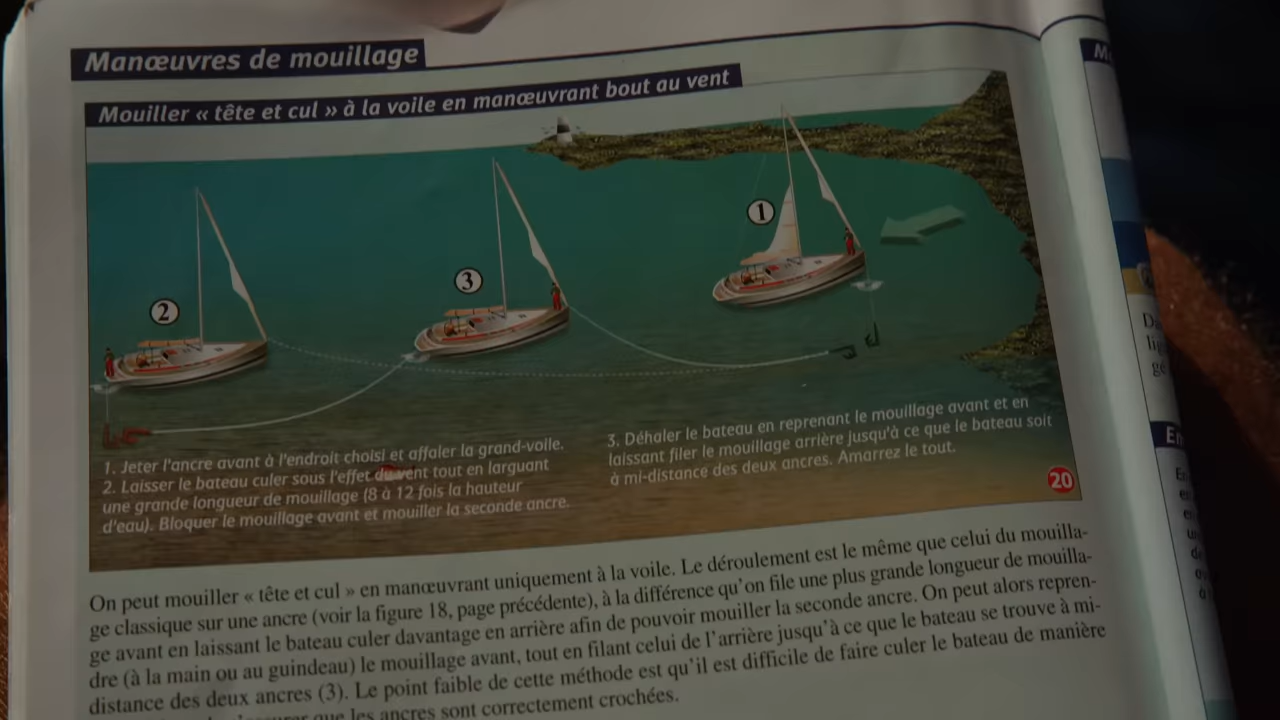 Manœuvres de mouillage
Mouiller « tête et cul » à la voile en manœuvrant bout au vent
1
3
2
1. Jeter l'ancre avant à l'endroit choisi et affaler la grand-voile.
2. Laisser le bateau culer sous l'effet du vent tout en larguant
une grande longueur de mouillage (8 à 12 fois la hauteur
d'eau). Bloquer le mouillage avant et mouiller la seconde ancre.
3. Déhaler le bateau en reprenant le mouillage avant et en
laissant filer le mouillage arrière jusqu'à ce que le bateau soit
à mi-distance des deux ancres. Amarrez le tout.
20
On peut mouiller « tête et cul » en manœuvrant uniquement à la voile. Le déroulement est le même que celui du mouilla-
ge classique sur une ancre (voir la figure 18, page précédente), à la différence qu'on file une plus grande longueur de mouilla-
ge avant en laissant le bateau culer davantage en arrière afin de pouvoir mouiller la seconde ancre. On peut alors repren-
dre (à la main ou au guindeau) le mouillage avant, tout en filant celui de l'arrière jusqu'à ce que le bateau se trouve à mi-
distance des deux ancres (3). Le point faible de cette méthode est qu'il est difficile de faire culer le bateau de manière
que les ancres sont correctement crochées.